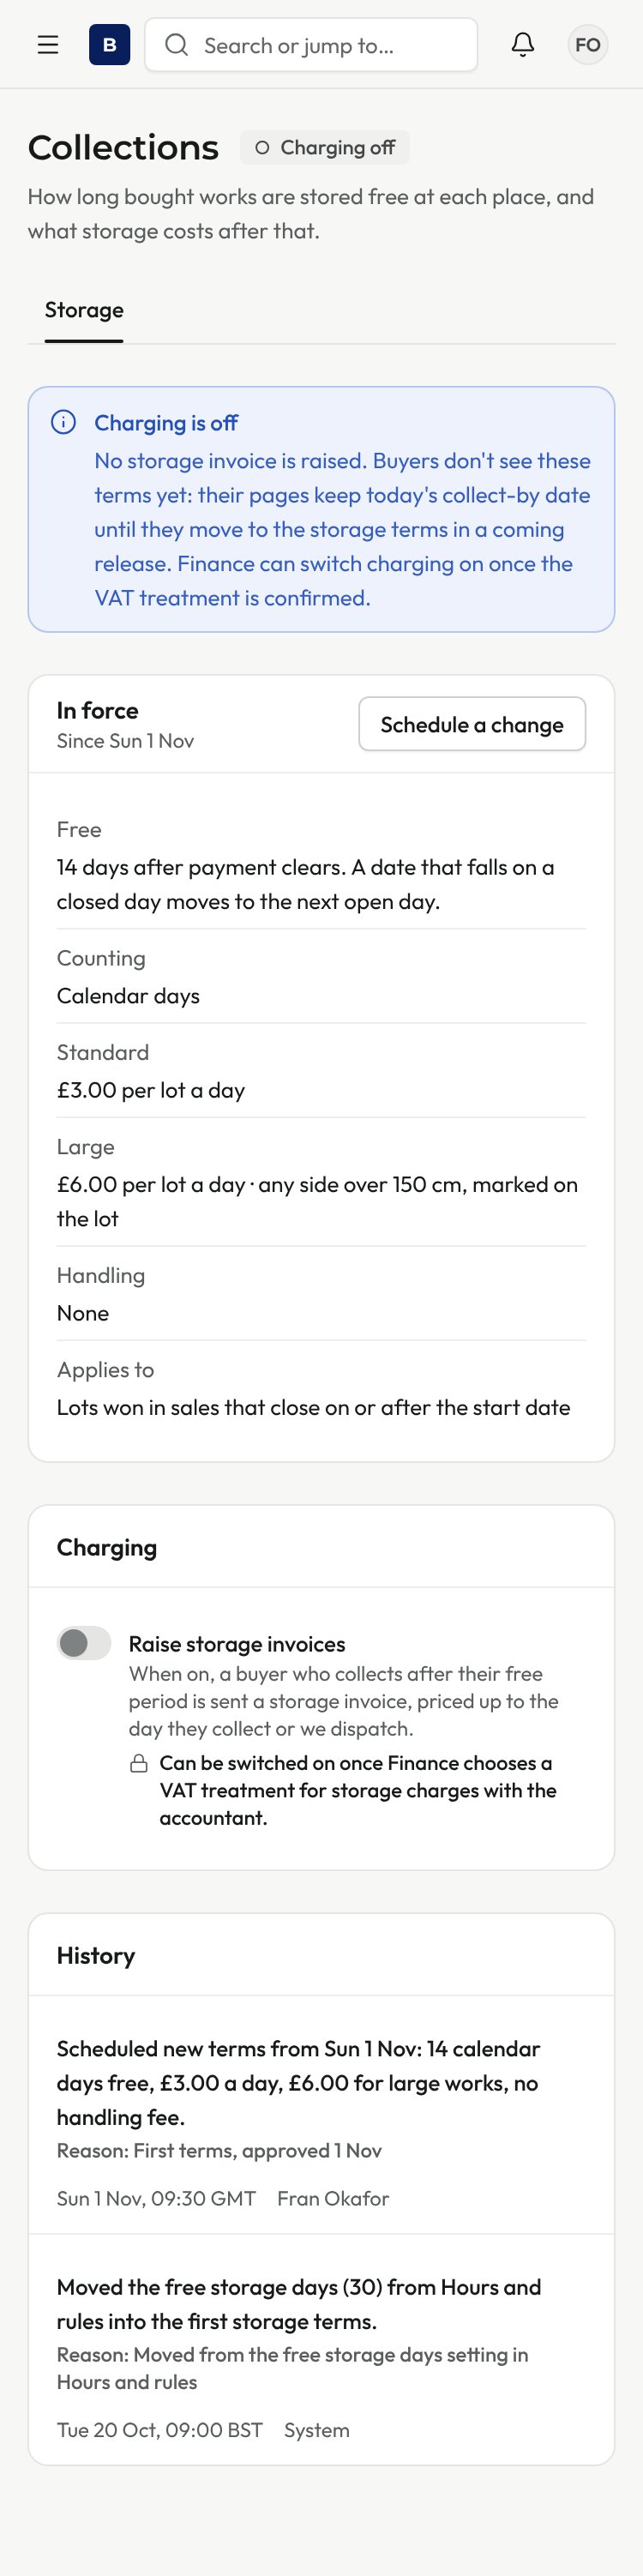 B
Search or jump to...
FO
Collections
Charging off
How long bought works are stored free at each place, and
what storage costs after that.
Storage
Charging is off
No storage invoice is raised. Buyers don't see these
terms yet: their pages keep today's collect-by date
until they move to the storage terms in a coming
release. Finance can switch charging on once the
VAT treatment is confirmed.
In force
Since Sun 1 Nov
Schedule a change
Free
14 days after payment clears. A date that falls on a
closed day moves to the next open day.
Counting
Calendar days
Standard
£3.00 per lot a day
Large
£6.00 per lot a day · any side over 150 cm, marked on
the lot
Handling
None
Applies to
Lots won in sales that close on or after the start date
Charging
Raise storage invoices
When on, a buyer who collects after their free
period is sent a storage invoice, priced up to the
day they collect or we dispatch.
Can be switched on once Finance chooses a
VAT treatment for storage charges with the
accountant.
History
Scheduled new terms from Sun 1 Nov: 14 calendar
days free, £3.00 a day, £6.00 for large works, no
handling fee.
Reason: First terms, approved 1 Nov
Sun 1 Nov, 09:30 GMT Fran Okafor
Moved the free storage days (30) from Hours and
rules into the first storage terms.
Reason: Moved from the free storage days setting in
Hours and rules
Tue 20 Oct, 09:00 BST System